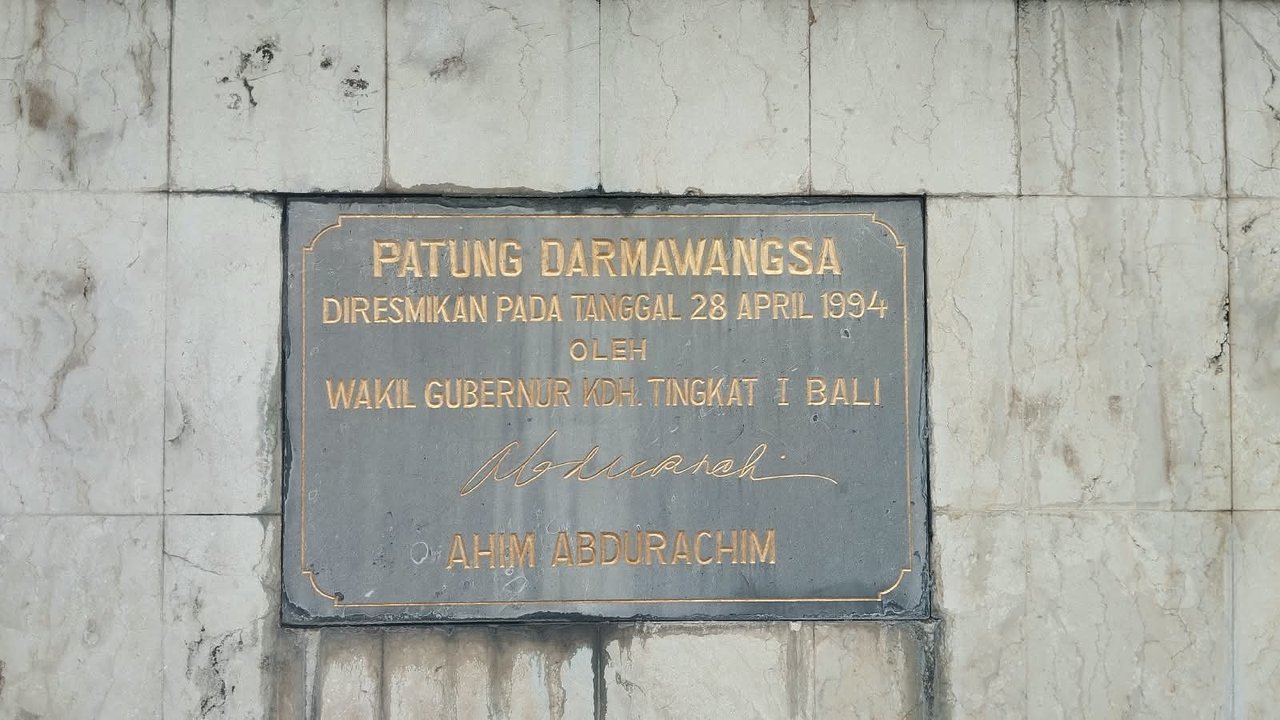 PATUNG DARMAWANGSA
DIRESMIKAN PADA TANGGAL 28 APRIL 1994
OLEH
WAKIL GUBERNUR KDH. TINGKAT I BALI
AHIM ABDURACHIM